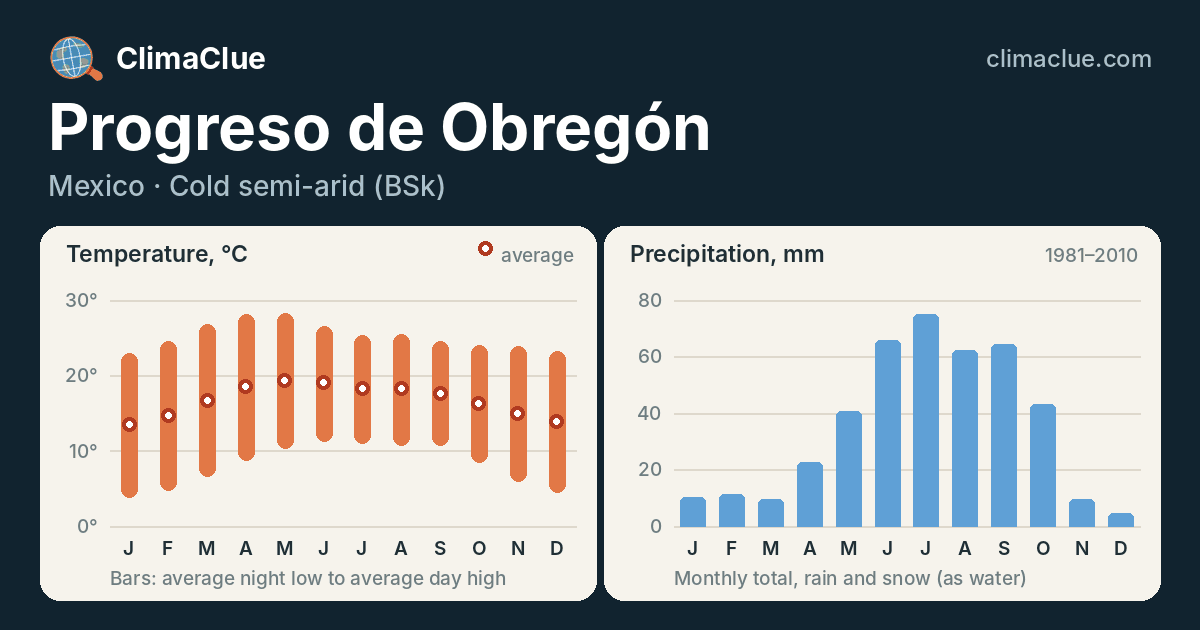 ClimaClue
climaclue.com
Progreso de Obregón
Mexico · Cold semi-arid (BSk)
Temperature, °C
average
30°
20°
10°
0°
J F M A M J J A S O N D
Bars: average night low to average day high
Precipitation, mm
1981–2010
80
60
40
20
0
J F M A M J J A S O N D
Monthly total, rain and snow (as water)